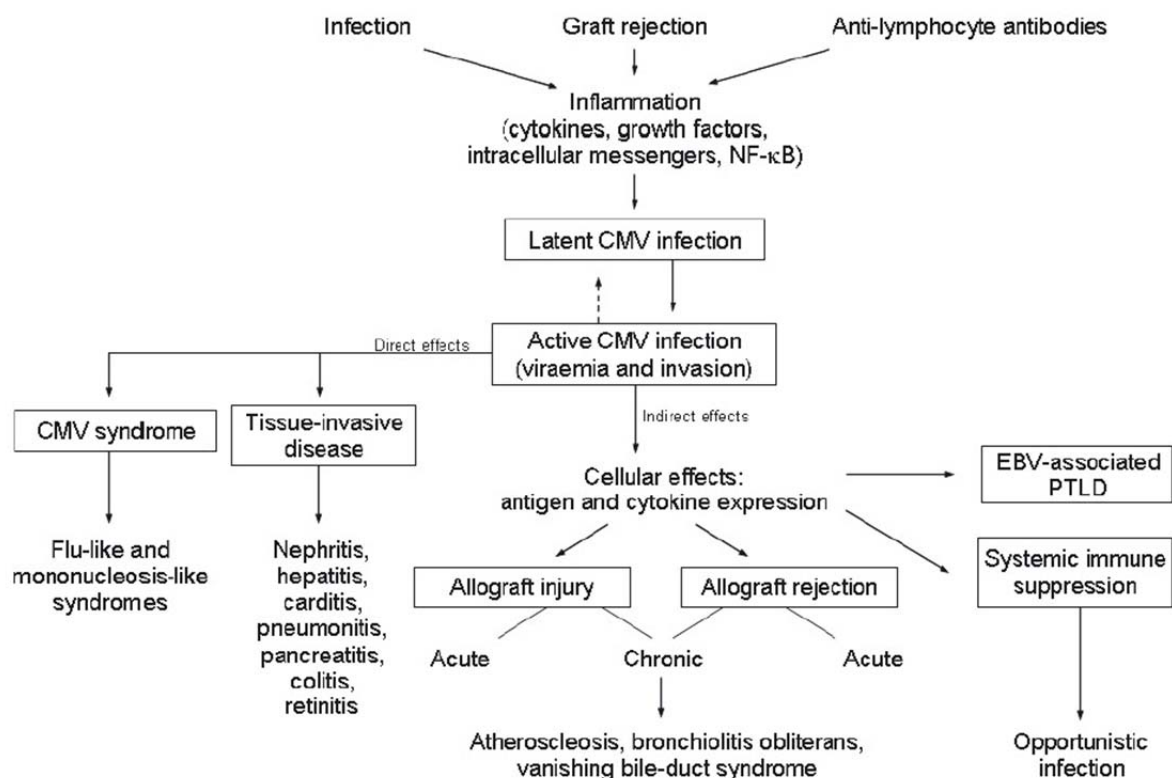 Infection
Graft rejection
Anti-lymphocyte antibodies
Inflammation
(cytokines, growth factors,
intracellular messengers, NF-κB)
Latent CMV infection
Active CMV infection
(viraemia and invasion)
Direct effects
Indirect effects
CMV syndrome
Tissue-invasive
disease
Flu-like and
mononucleosis-like
syndromes
Nephritis,
hepatitis,
carditis,
pneumonitis,
pancreatitis,
colitis,
retinitis
Cellular effects:
antigen and cytokine expression
EBV-associated
PTLD
Systemic immune
suppression
Allograft injury
Allograft rejection
Acute
Chronic
Acute
Atheroscleosis, bronchiolitis obliterans,
vanishing bile-duct syndrome
Opportunistic
infection